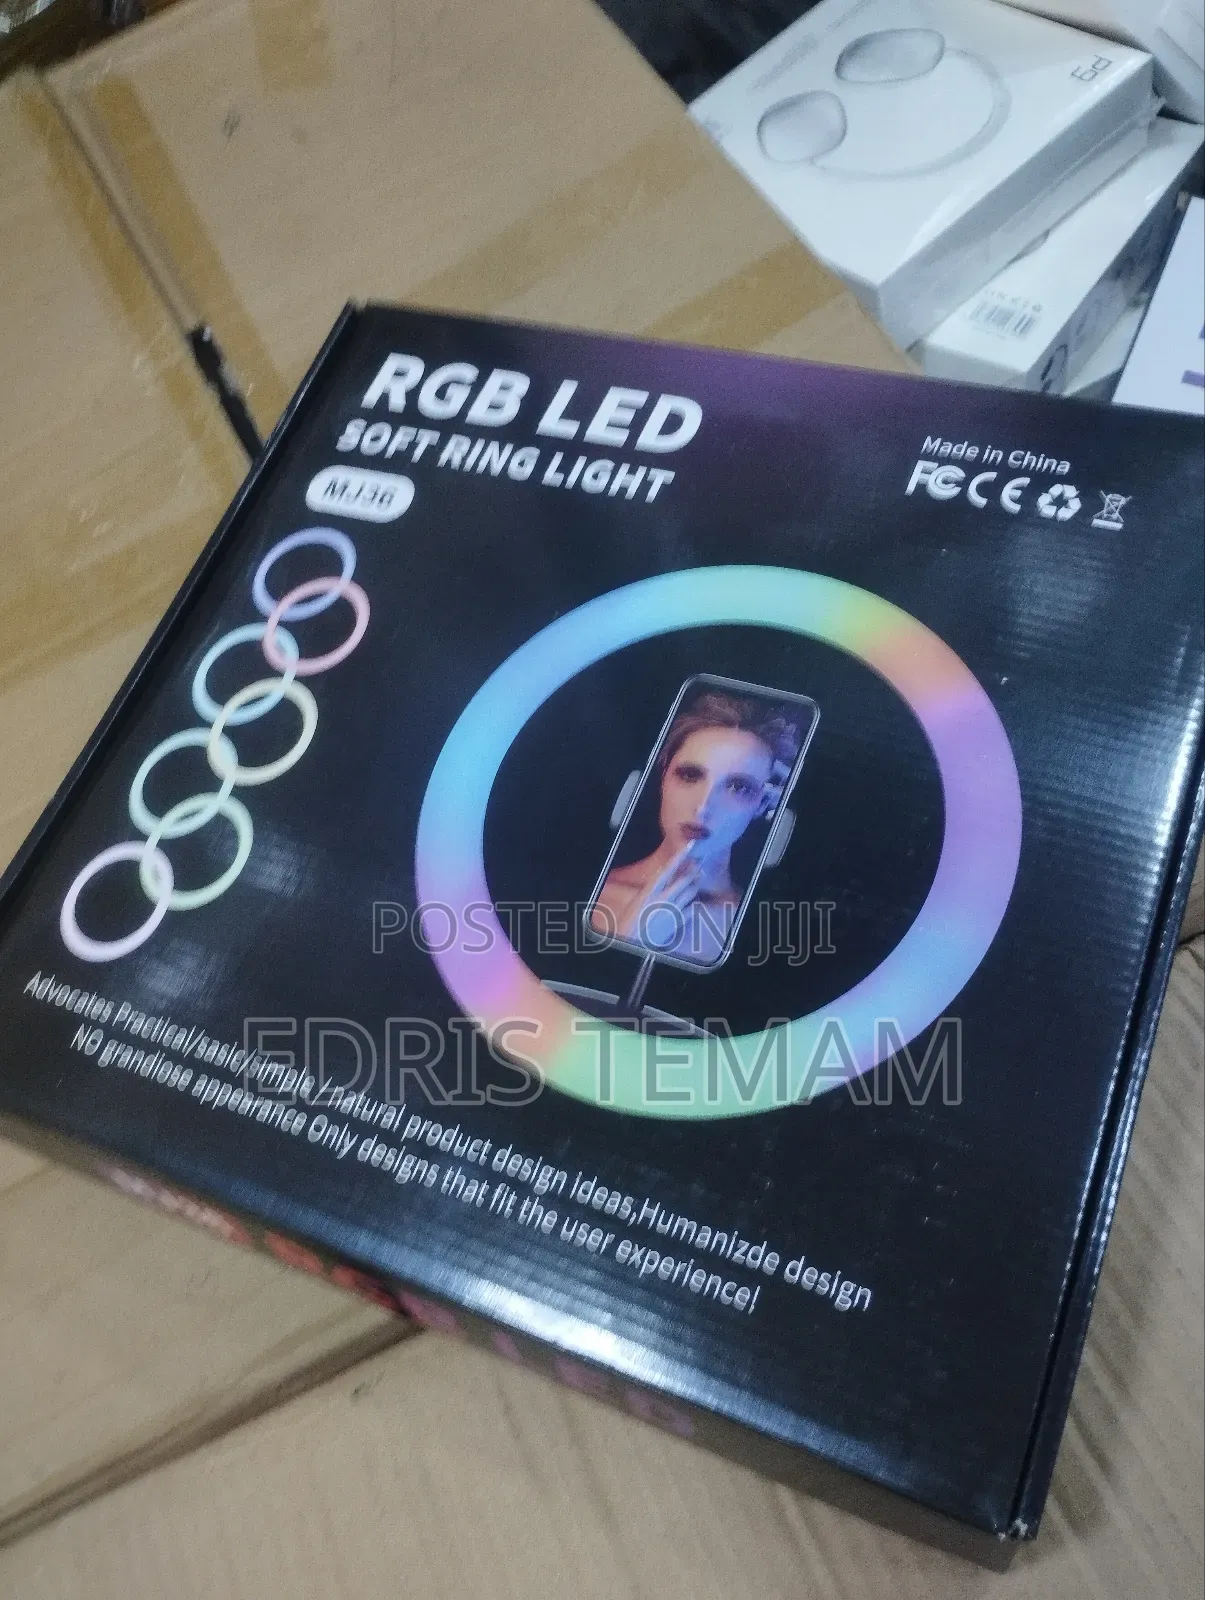 P9
RGB LED
SOFT RING LIGHT
MJ36
Made in China
FC CE
POSTED ON JIJI
EDRIS TEMAM
Advocates Practical/sasic/simple/natural product design ideas,Humanizde design
NO grandiose appearance Only designs that fit the user experience!